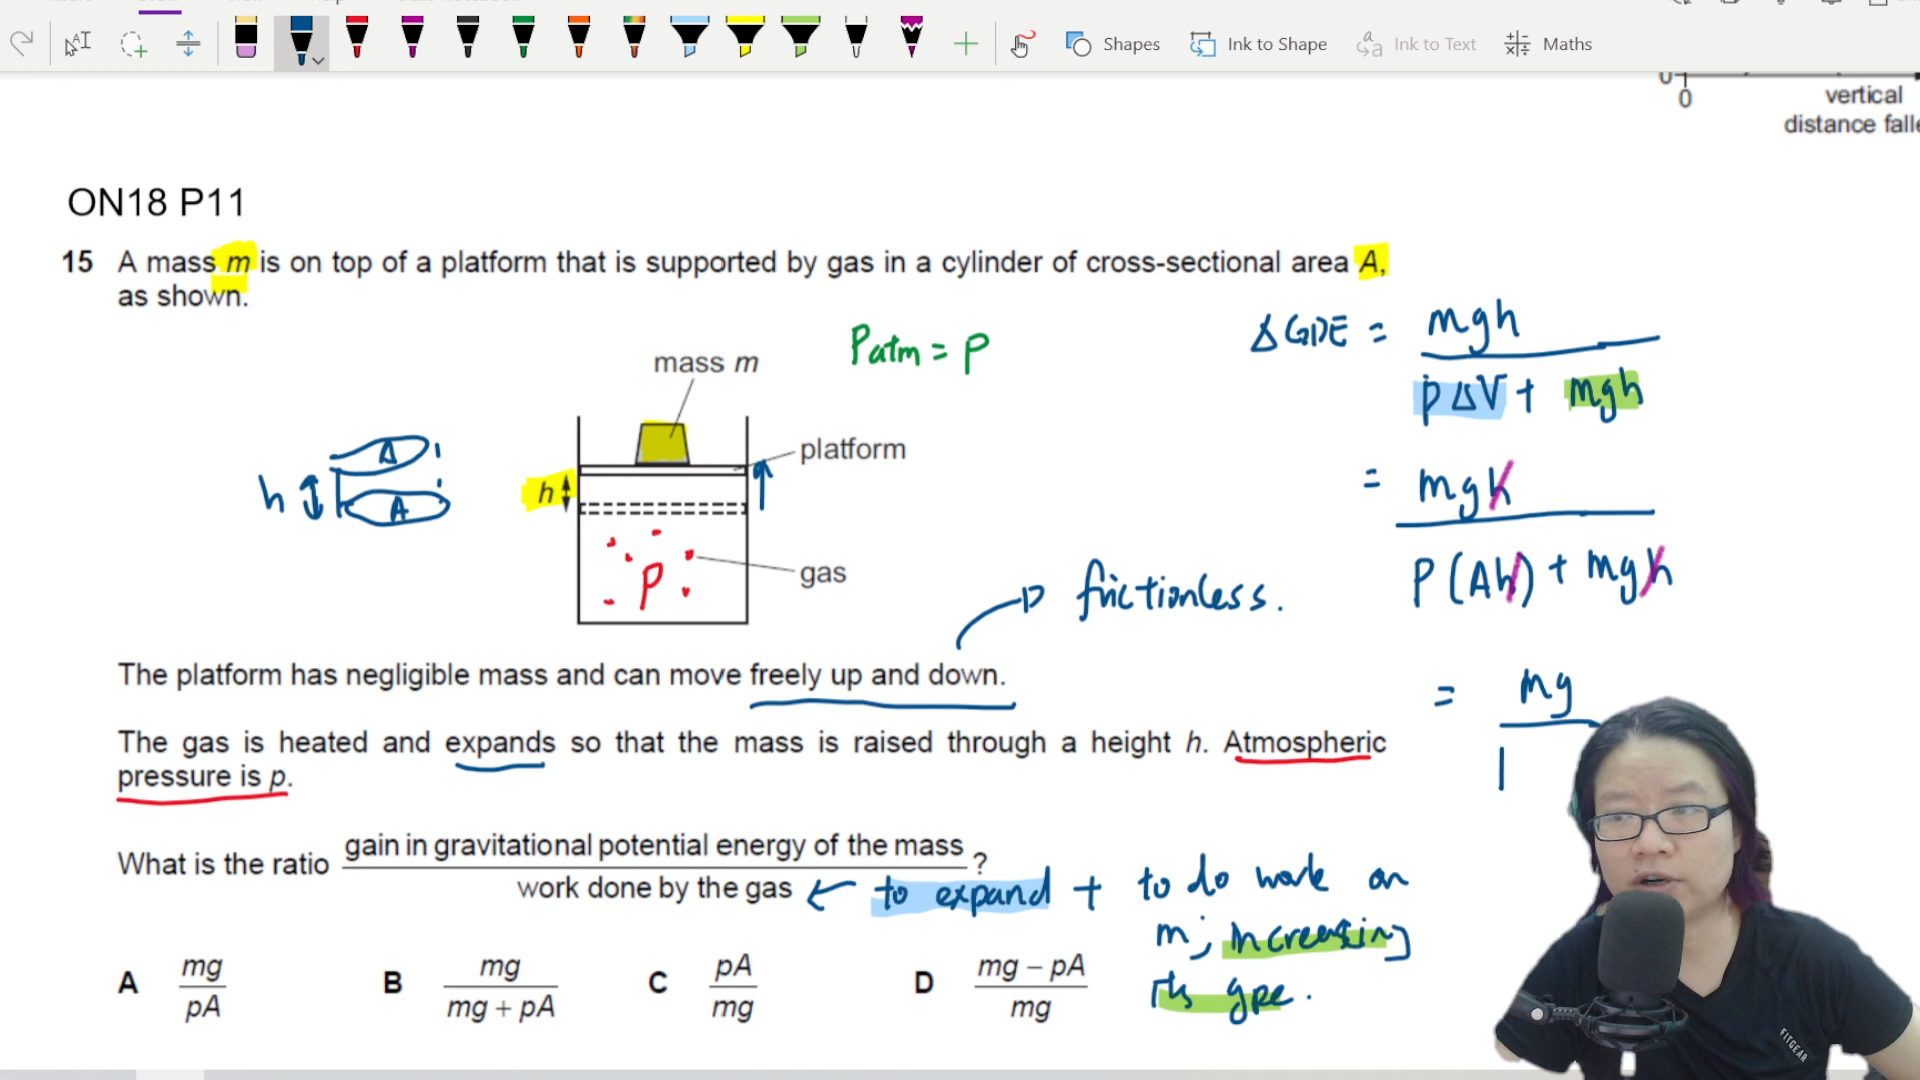 Shapes
Ink to Shape
Ink to Text
Maths
0
0
vertical
distance falle
ON18 P11
15 A mass m is on top of a platform that is supported by gas in a cylinder of cross-sectional area A,
as shown.
Patm = P
mass m
platform
h
gas
P
h
A
A
Δ GPE = mgh
pΔV + mgh
= mgh
P(Ah) + mgh
= mg
frictionless.
The platform has negligible mass and can move freely up and down.
The gas is heated and expands so that the mass is raised through a height h. Atmospheric
pressure is p.
What is the ratio gain in gravitational potential energy of the mass ?
work done by the gas
to expand + to do work on
m; increasing
its gpe.
A mg
pA
B mg
mg + pA
C pA
mg
D mg – pA
mg
FITGEAR